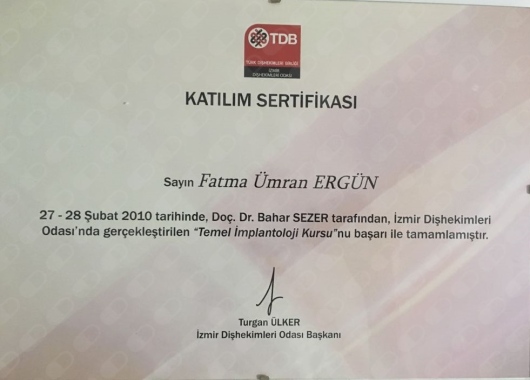 TDB
TÜRK DİŞHEKİMLERİ BİRLİĞİ
İZMİR
DİŞHEKİMLERİ ODASI
KATILIM SERTİFİKASI
Sayın Fatma Ümran ERGÜN
27 - 28 Şubat 2010 tarihinde, Doç. Dr. Bahar SEZER tarafından, İzmir Dişhekimleri
Odası'nda gerçekleştirilen "Temel İmplantoloji Kursu"nu başarı ile tamamlamıştır.
Turgan ÜLKER
İzmir Dişhekimleri Odası Başkanı